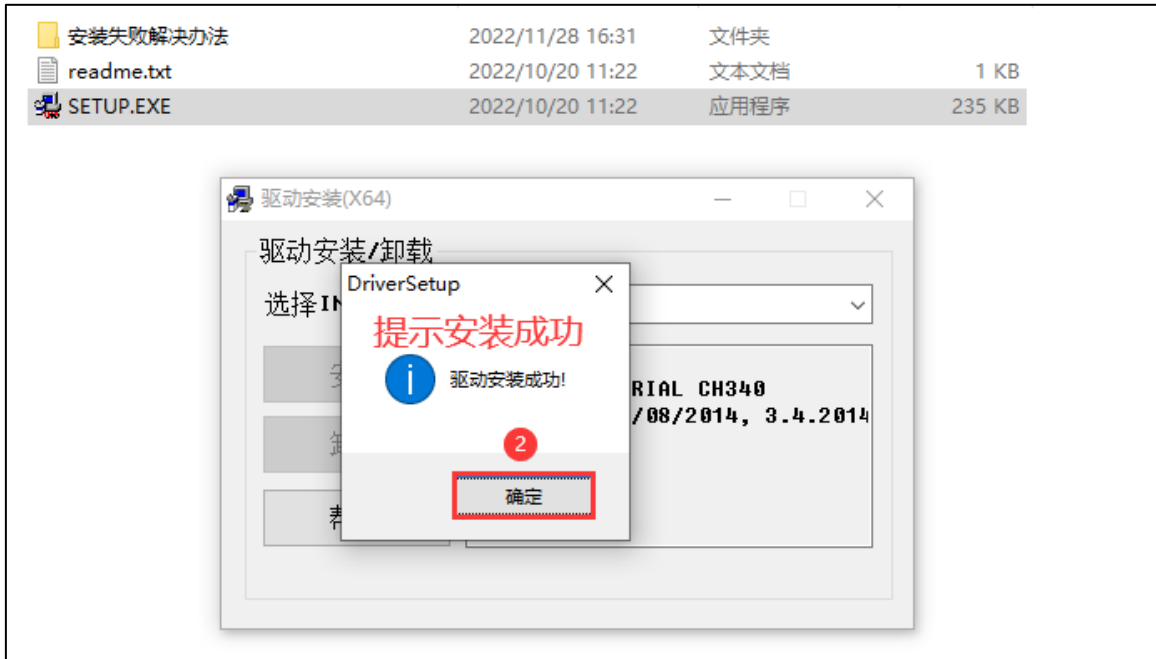 安装失败解决办法 2022/11/28 16:31 文件夹
readme.txt 2022/10/20 11:22 文本文档 1 KB
SETUP.EXE 2022/10/20 11:22 应用程序 235 KB
驱动安装(X64)
驱动安装/卸载
选择IN
DriverSetup
提示安装成功
驱动安装成功!
RIAL CH340
/08/2014, 3.4.2014
2
确定